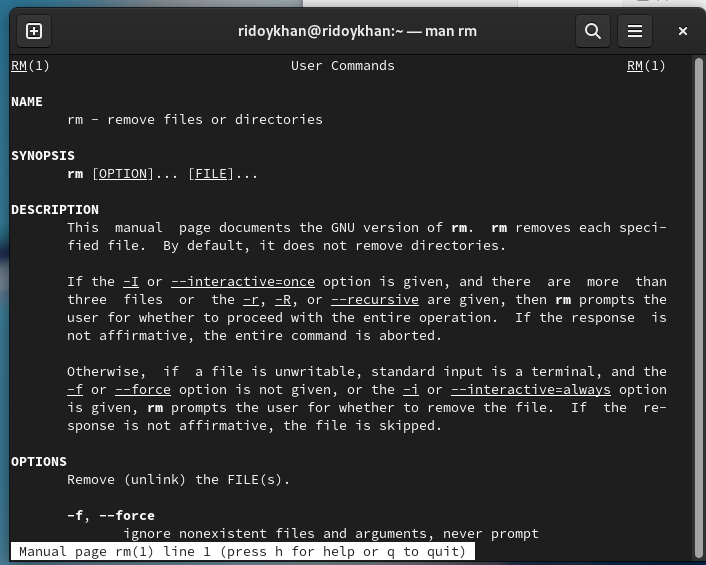 ridoykhan@ridoykhan:~ — man rm
RM(1) User Commands RM(1)
NAME
rm - remove files or directories
SYNOPSIS
rm [OPTION]... [FILE]...
DESCRIPTION
This manual page documents the GNU version of rm. rm removes each speci-
fied file. By default, it does not remove directories.
If the -I or --interactive=once option is given, and there are more than
three files or the -r, -R, or --recursive are given, then rm prompts the
user for whether to proceed with the entire operation. If the response is
not affirmative, the entire command is aborted.
Otherwise, if a file is unwritable, standard input is a terminal, and the
-f or --force option is not given, or the -i or --interactive=always option
is given, rm prompts the user for whether to remove the file. If the re-
sponse is not affirmative, the file is skipped.
OPTIONS
Remove (unlink) the FILE(s).
-f, --force
ignore nonexistent files and arguments, never prompt
Manual page rm(1) line 1 (press h for help or q to quit)